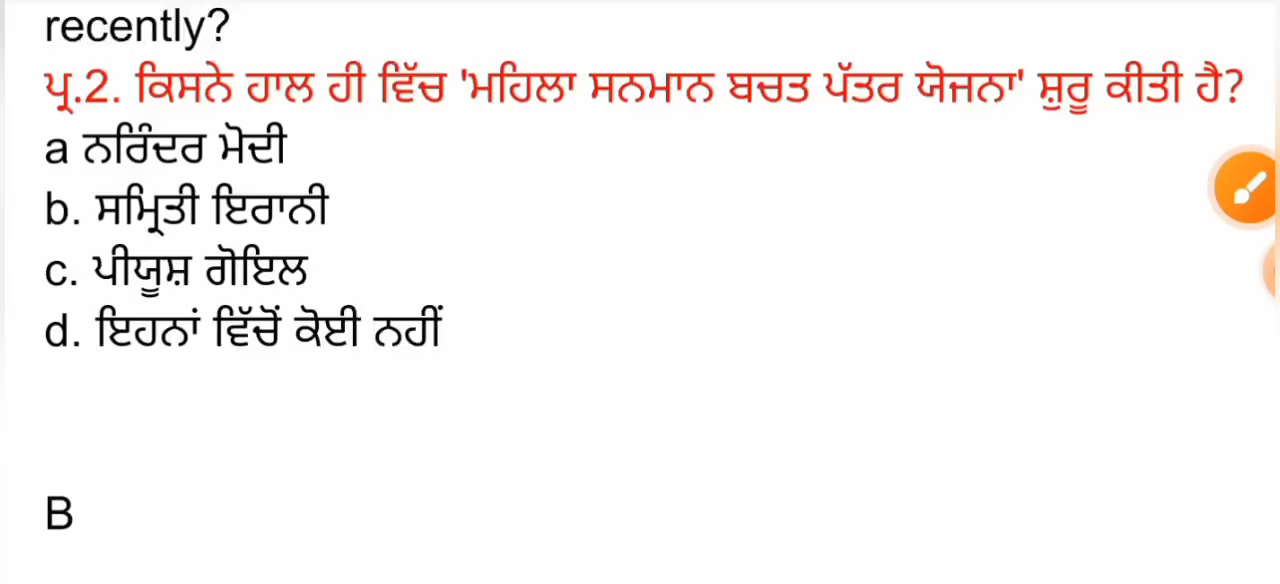 recently?
ਪ੍ਰ.2. ਕਿਸਨੇ ਹਾਲ ਹੀ ਵਿੱਚ 'ਮਹਿਲਾ ਸਨਮਾਨ ਬਚਤ ਪੱਤਰ ਯੋਜਨਾ' ਸ਼ੁਰੂ ਕੀਤੀ ਹੈ?
a ਨਰਿੰਦਰ ਮੋਦੀ
b. ਸਮ੍ਰਿਤੀ ਇਰਾਨੀ
c. ਪੀਯੂਸ਼ ਗੋਇਲ
d. ਇਹਨਾਂ ਵਿੱਚੋਂ ਕੋਈ ਨਹੀਂ
B